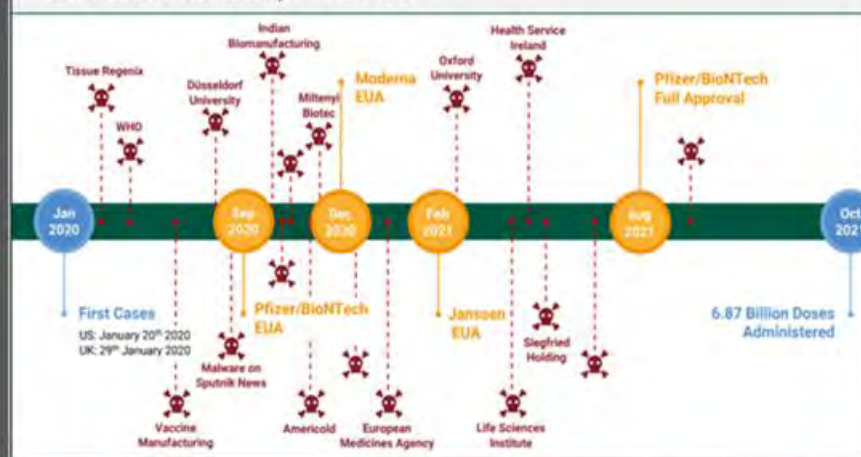 Indian
Biomanufacturing
Health Service
Ireland
Tissue Regenix
Düsseldorf
University
Moderna
EUA
Oxford
University
Pfizer/BioNTech
Full Approval
WHO
Miltenyi
Biotec
Jan
2020
Sep
2020
Dec
2020
Feb
2021
Aug
2021
Oct
2021
First Cases
US: January 20th 2020
UK: 29th January 2020
Pfizer/BioNTech
EUA
Janssen
EUA
6.87 Billion Doses
Administered
Malware on
Sputnik News
Siegfried
Holding
Vaccine
Manufacturing
Americold
European
Medicines Agency
Life Sciences
Institute